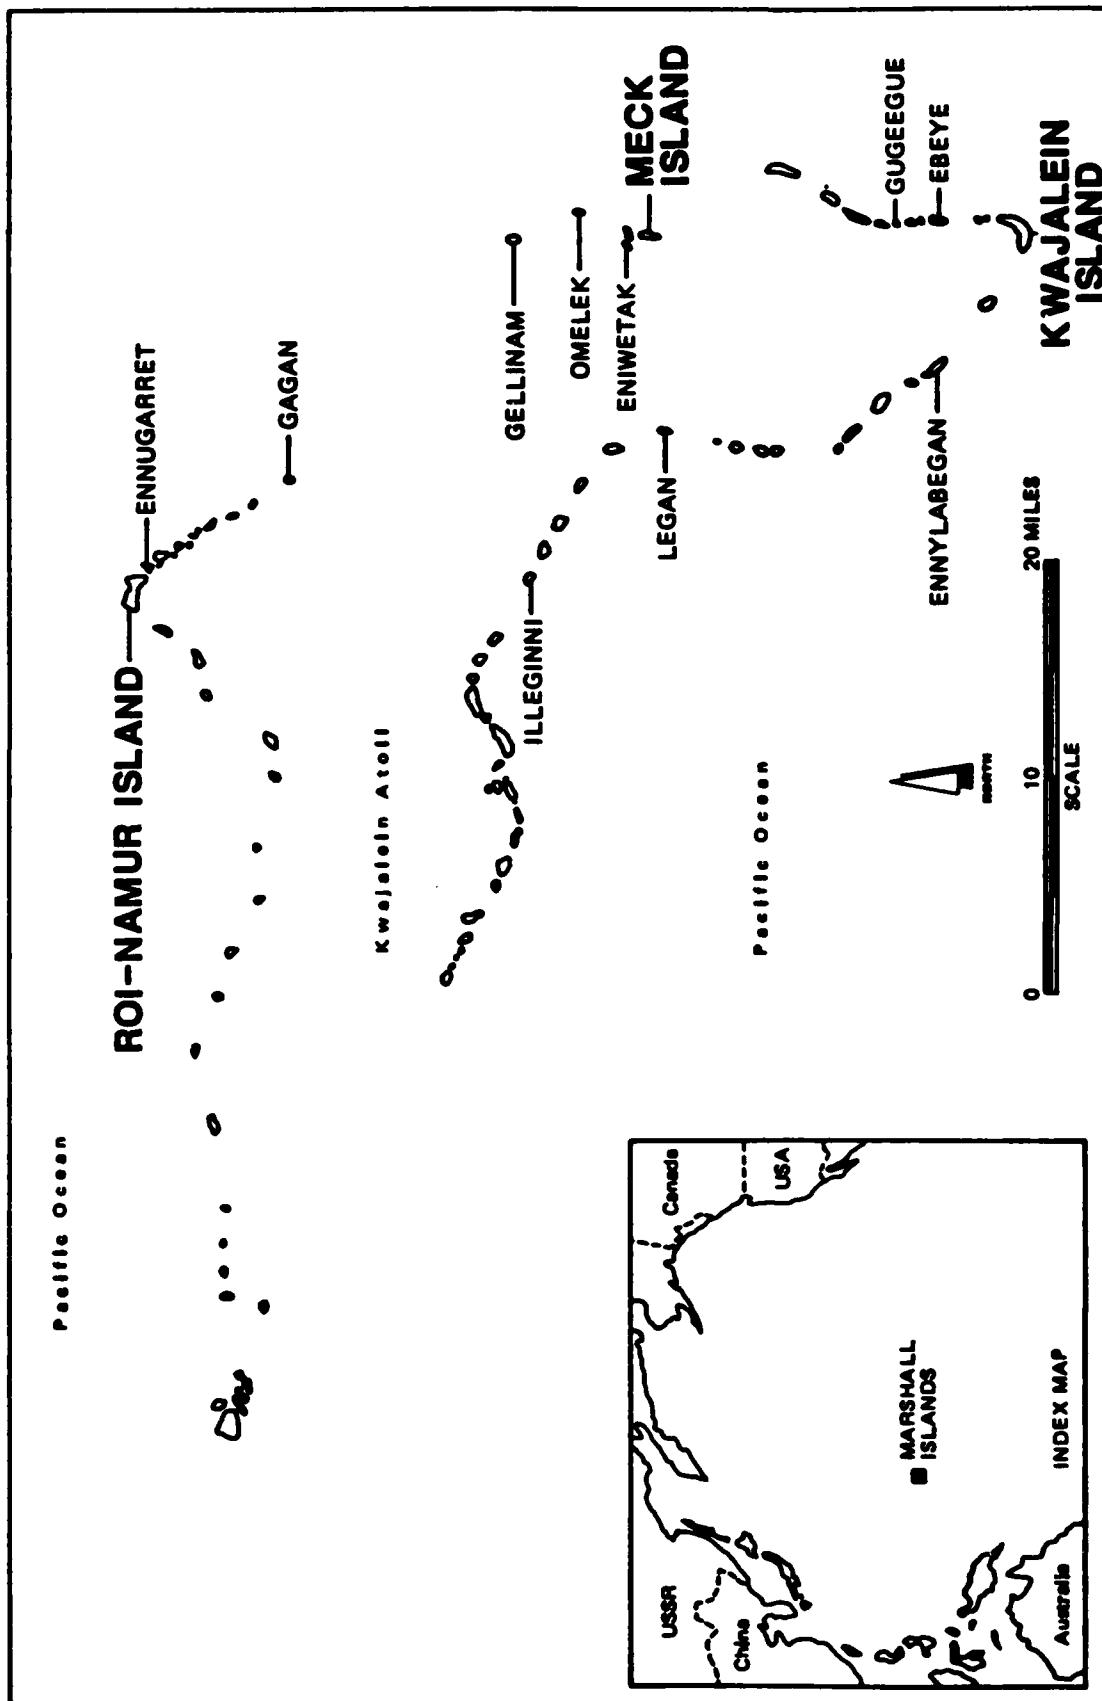 Pacific Ocean
ROI-NAMUR ISLAND
ENNUGARRET
GAGAN
Kwajalein Atoll
GELLINAM
OMELEK
ENIWETAK
MECK
ISLAND
ILLEGINNI
LEGAN
Pacific Ocean
GUGEEGUE
EBEYE
ENNYLABEGAN
KWAJALEIN
ISLAND
NORTH
0
10
20 MILES
SCALE
USSR
China
Canada
USA
MARSHALL
ISLANDS
Australia
INDEX MAP